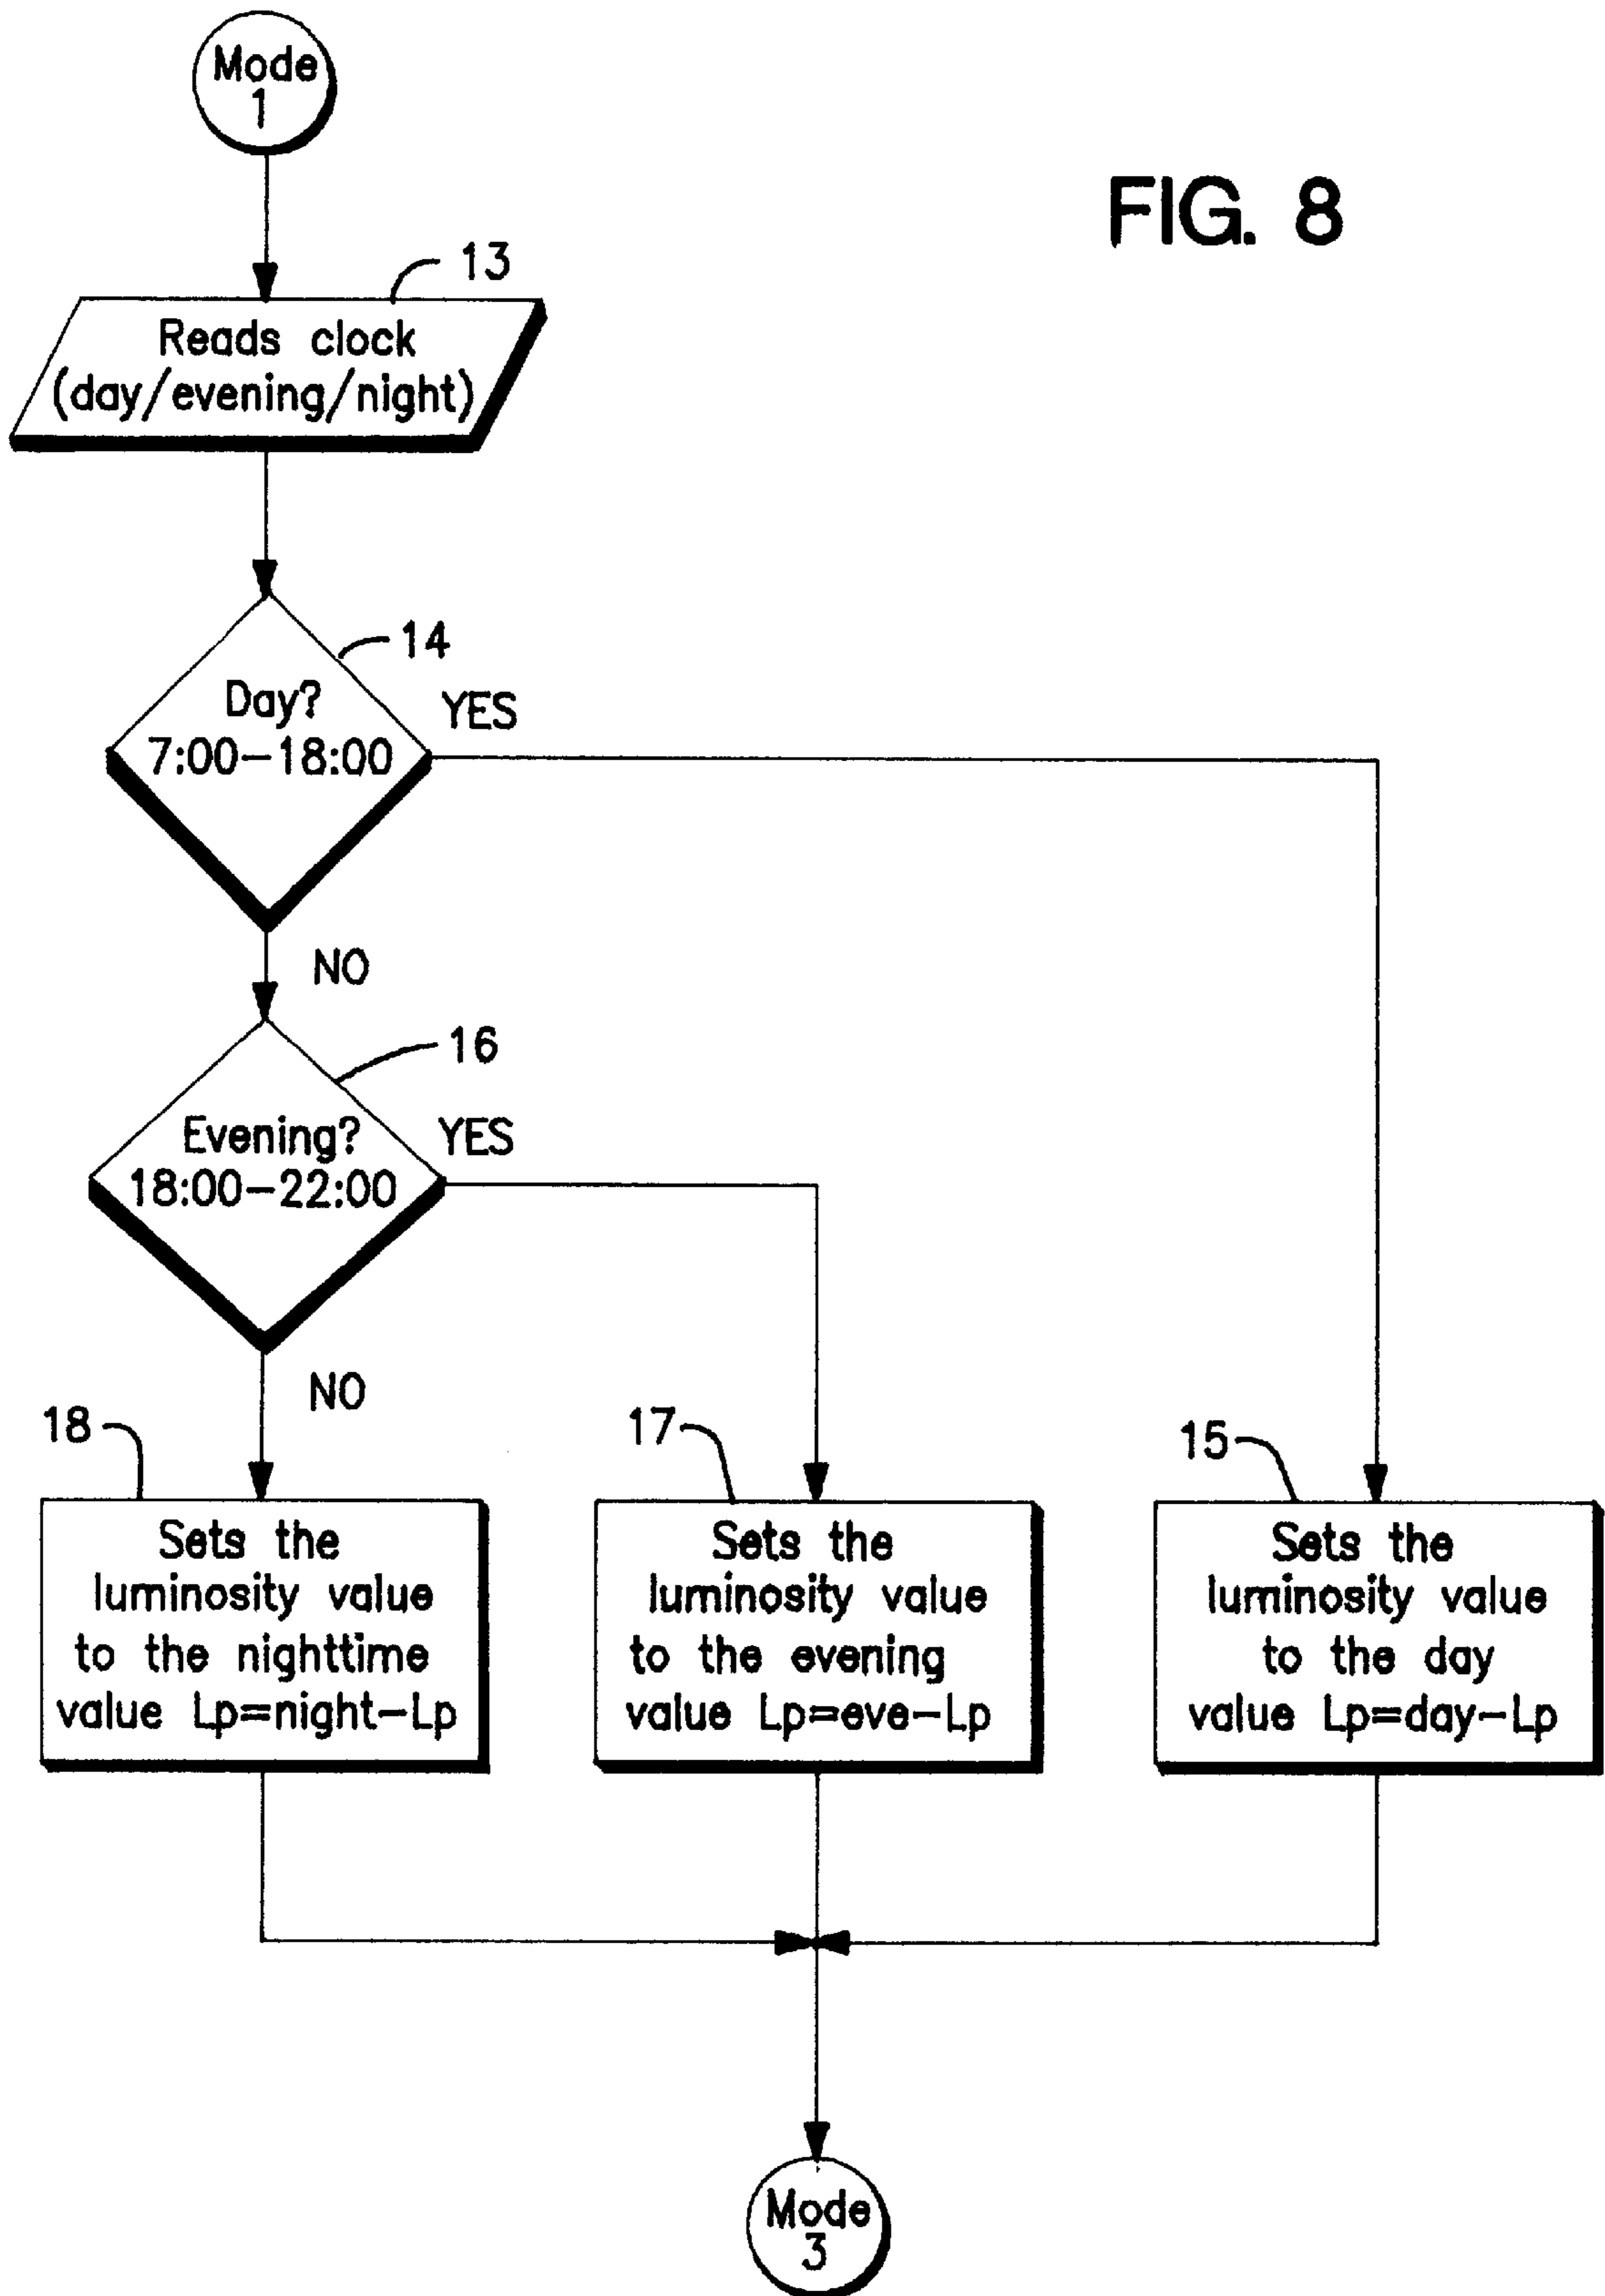 Mode
1
FIG. 8
13
Reads clock
(day/evening/night)
14
Day?
7:00-18:00
YES
NO
16
Evening?
18:00-22:00
YES
NO
18
Sets the
luminosity value
to the nighttime
value Lp=night-Lp
17
Sets the
luminosity value
to the evening
value Lp=eve-Lp
15
Sets the
luminosity value
to the day
value Lp=day-Lp
Mode
3